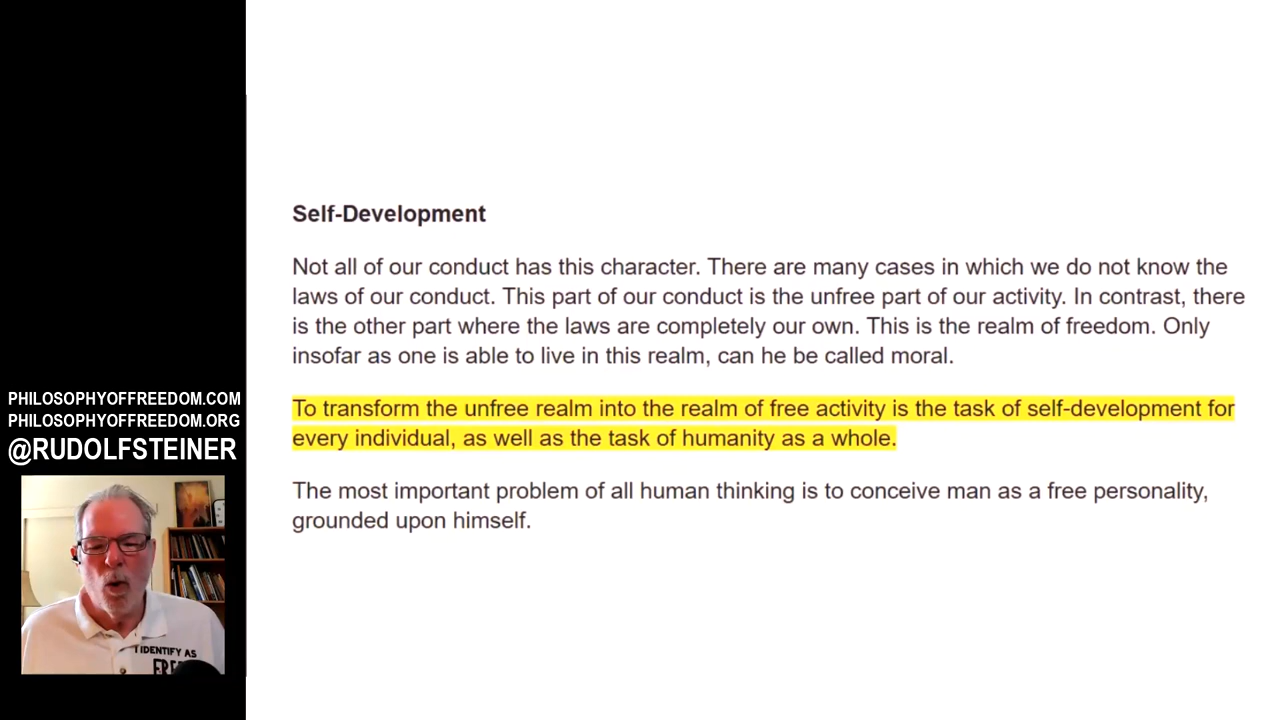 Self-Development
Not all of our conduct has this character. There are many cases in which we do not know the
laws of our conduct. This part of our conduct is the unfree part of our activity. In contrast, there
is the other part where the laws are completely our own. This is the realm of freedom. Only
insofar as one is able to live in this realm, can he be called moral.
To transform the unfree realm into the realm of free activity is the task of self-development for
every individual, as well as the task of humanity as a whole.
The most important problem of all human thinking is to conceive man as a free personality,
grounded upon himself.
PHILOSOPHYOFFREEDOM.COM
PHILOSOPHYOFFREEDOM.ORG
@RUDOLFSTEINER
I IDENTIFY AS